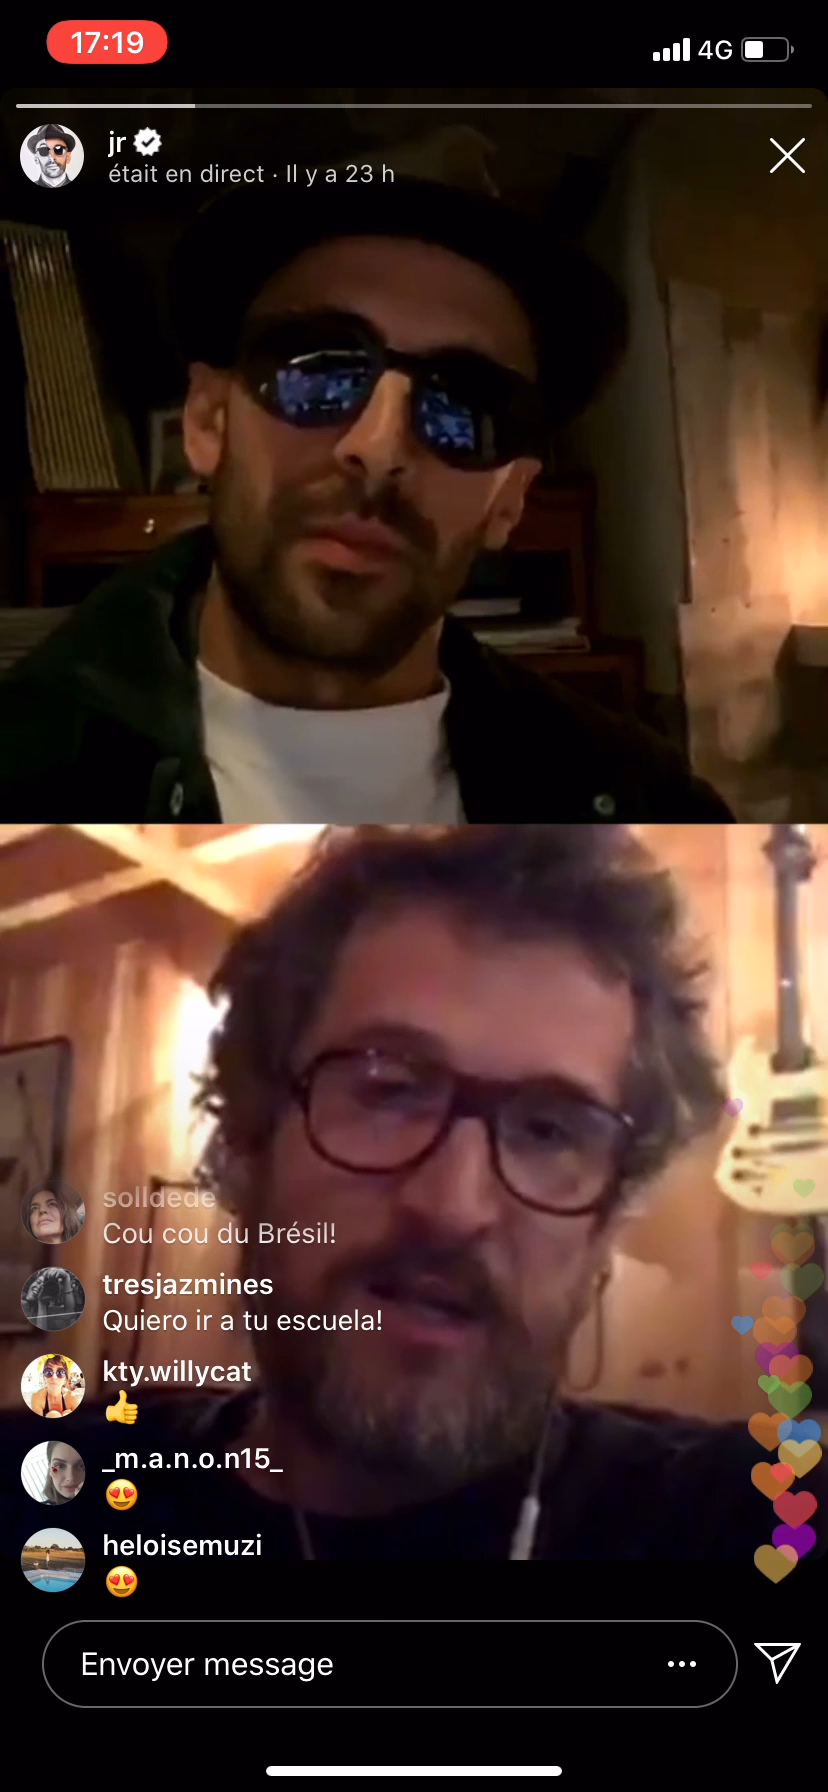 17:19
4G
jr
était en direct · Il y a 23 h
solldede
Cou cou du Brésil!
tresjazmines
Quiero ir a tu escuela!
kty.willycat
👍
_m.a.n.o.n15_
😍
heloisemuzi
😍
Envoyer message